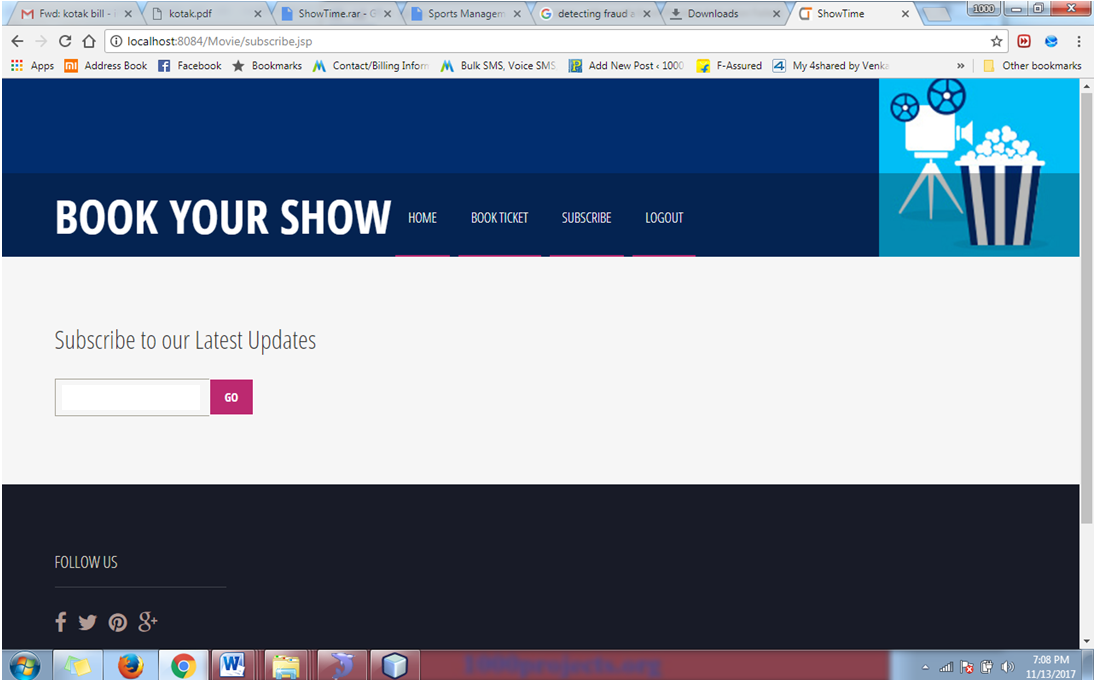 Fwd: kotak bill -
kotak.pdf
ShowTime.rar - G
Sports Managem
detecting fraud a
Downloads
ShowTime
1000
localhost:8084/Movie/subscribe.jsp
Apps
Address Book
Facebook
Bookmarks
Contact/Billing Inforn
Bulk SMS, Voice SMS,
Add New Post ‹ 1000
F-Assured
My 4shared by Venka
»
Other bookmarks
BOOK YOUR SHOW
HOME
BOOK TICKET
SUBSCRIBE
LOGOUT
Subscribe to our Latest Updates
GO
FOLLOW US
1000projects.org
7:08 PM
11/13/2017